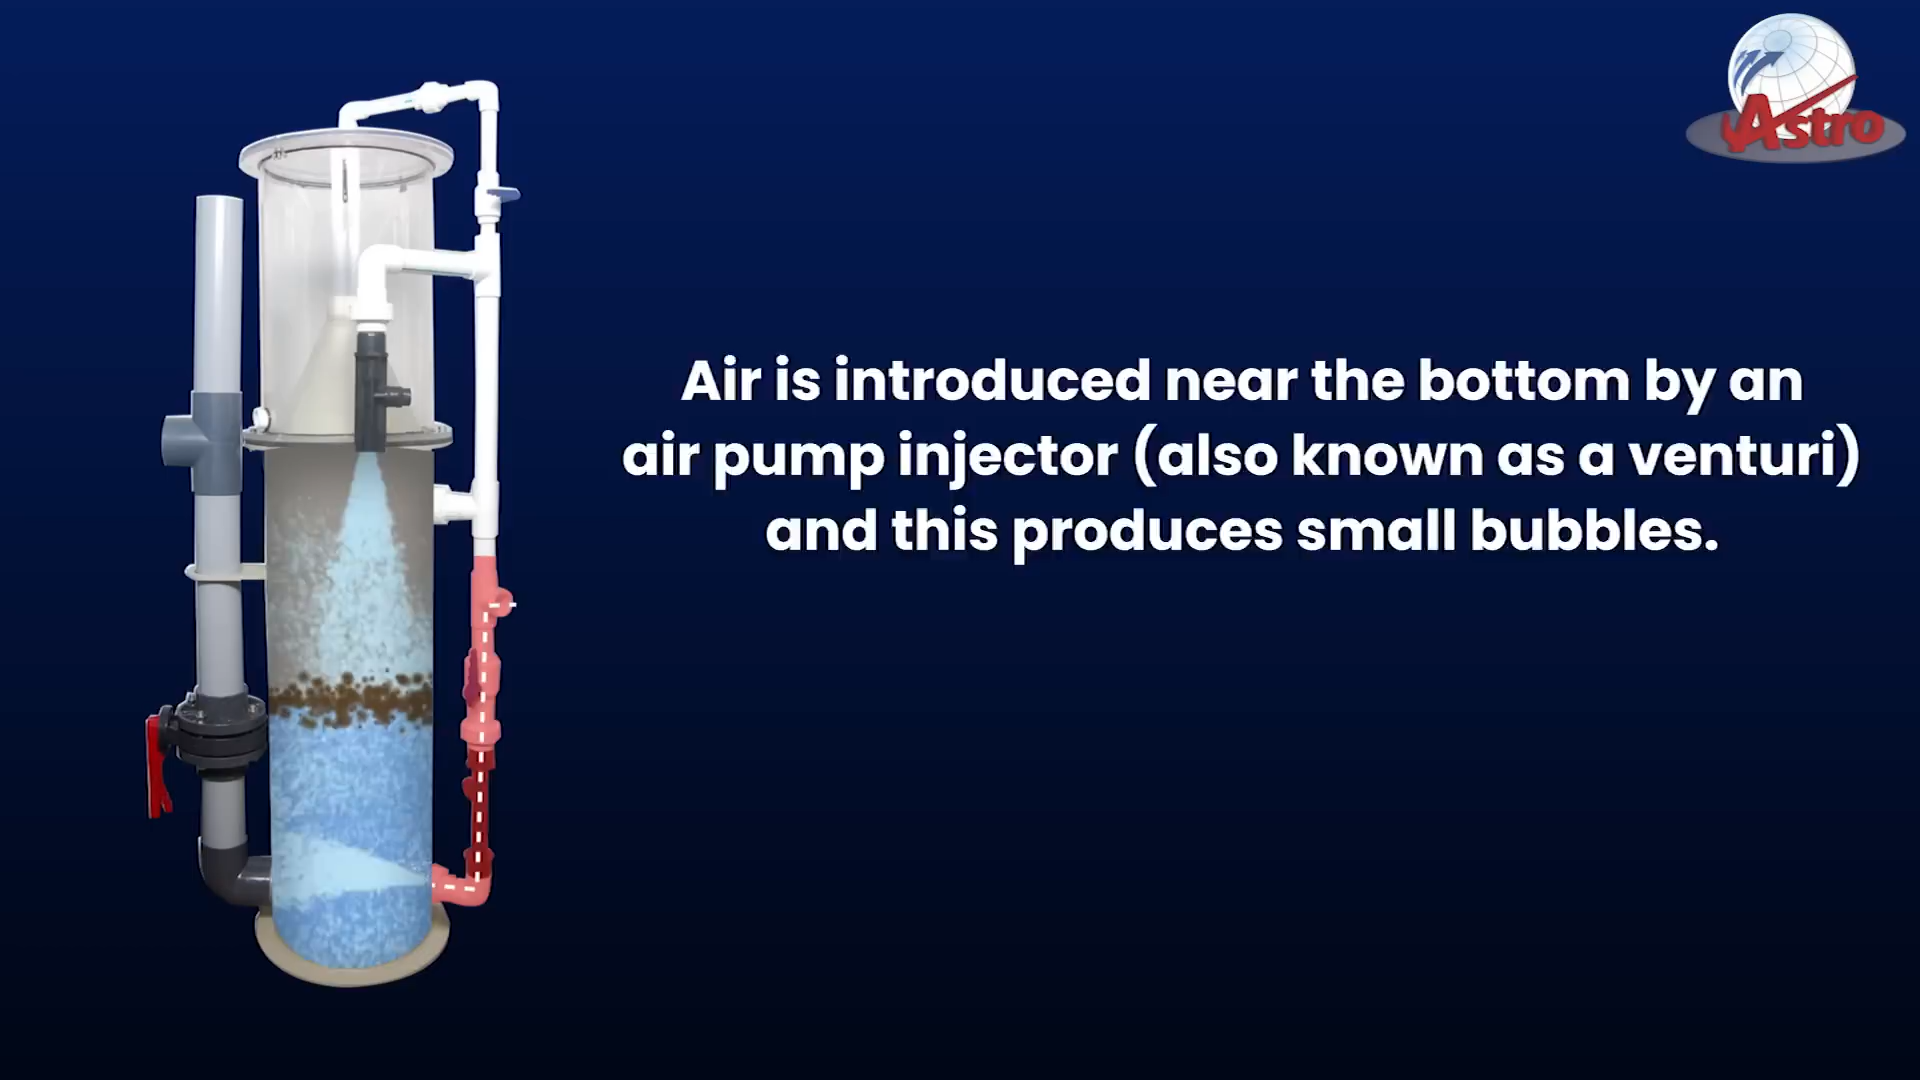 Astro
Air is introduced near the bottom by an
air pump injector (also known as a venturi)
and this produces small bubbles.